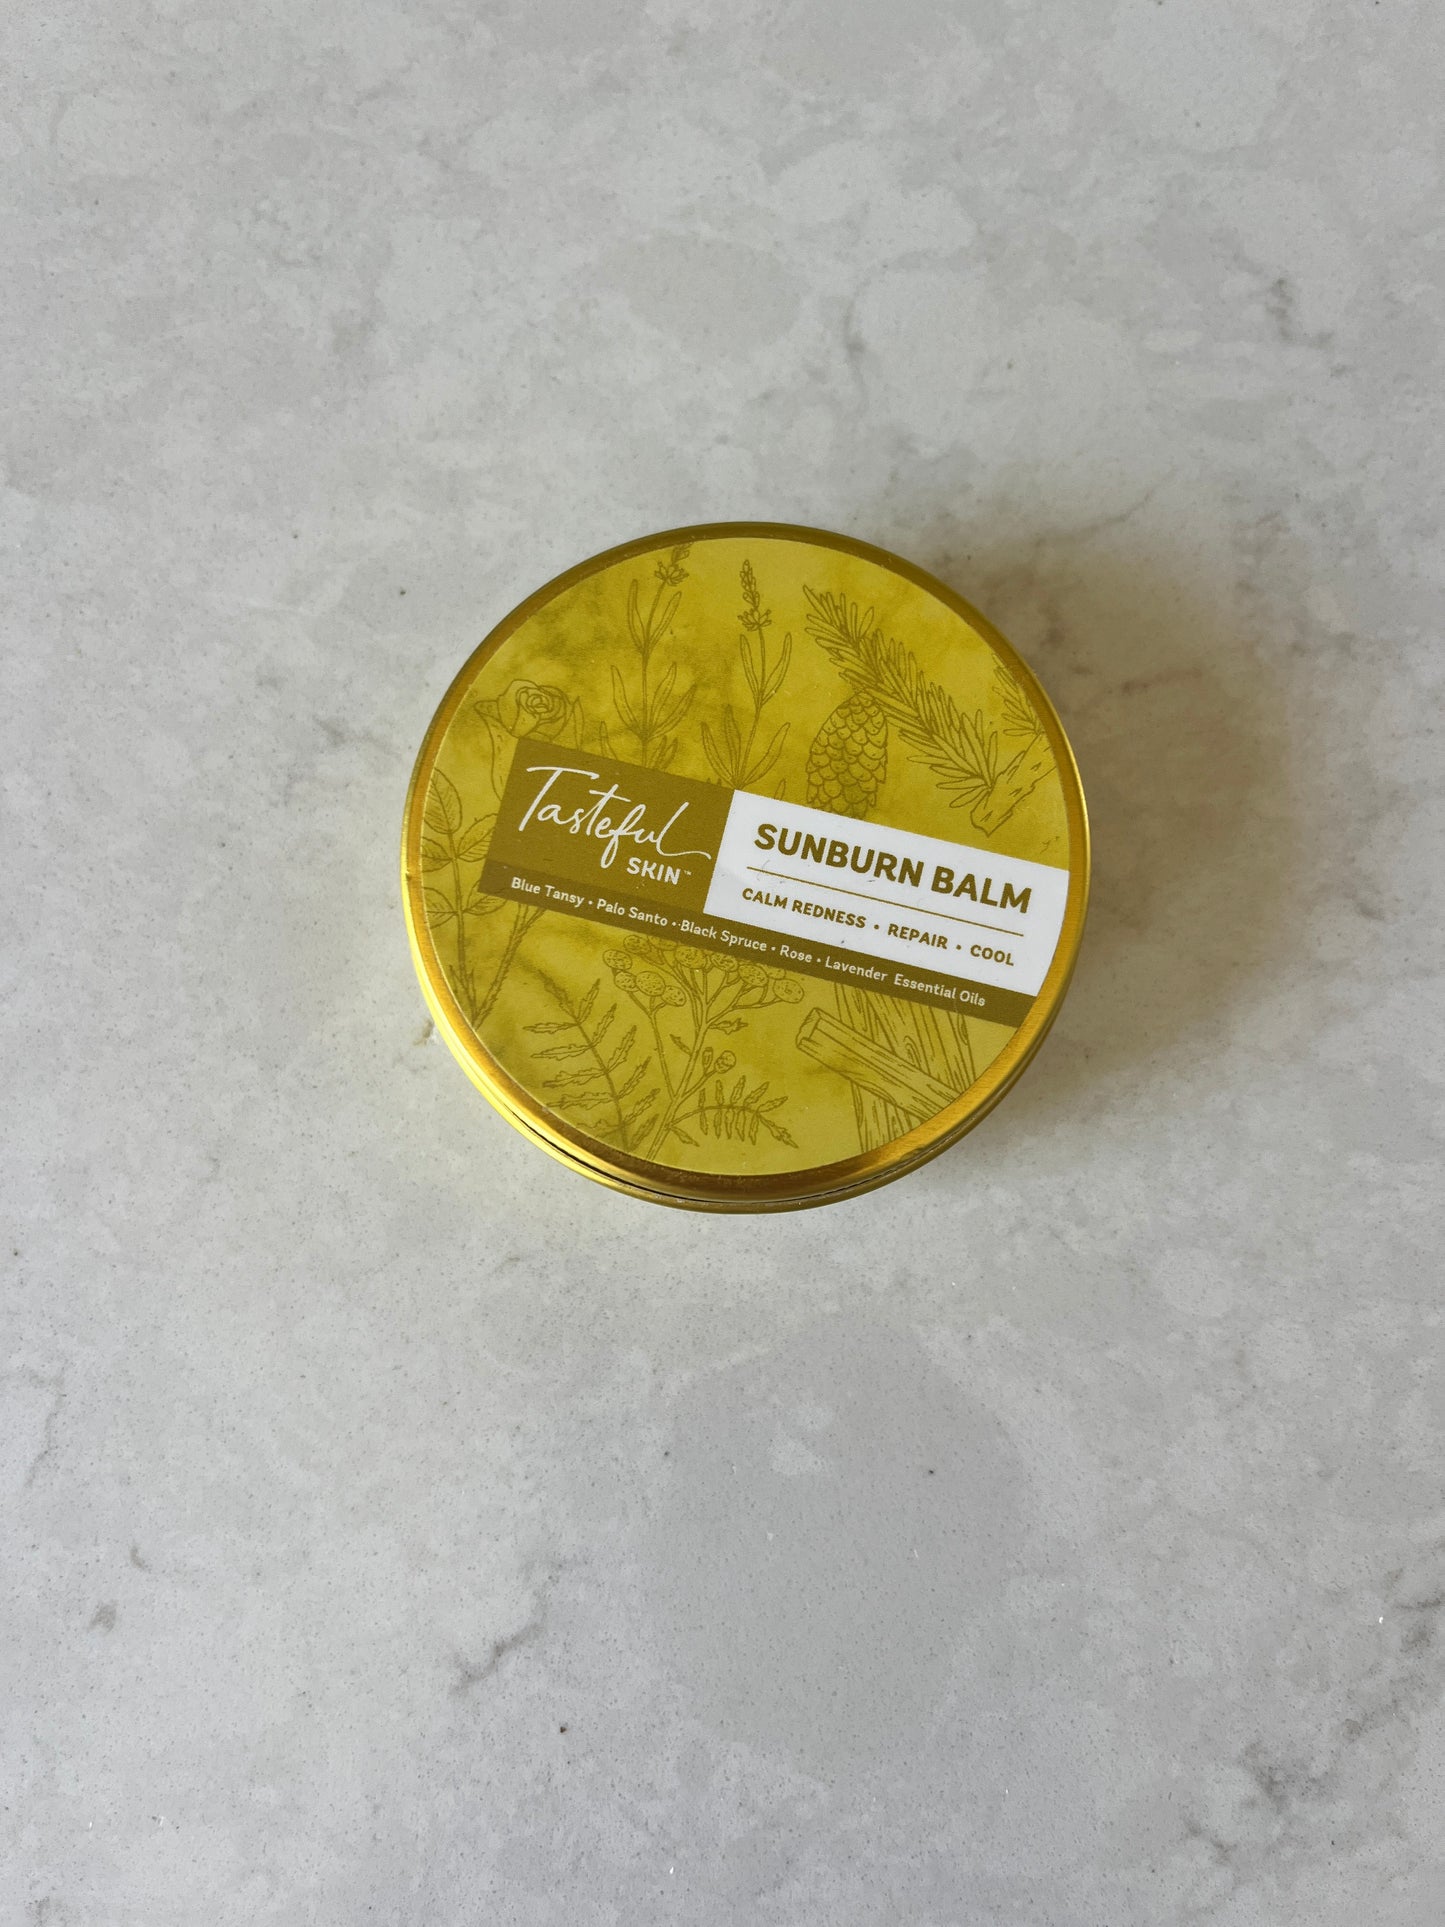 Tasteful
SKIN™
SUNBURN BALM
CALM REDNESS • REPAIR • COOL
Blue Tansy • Palo Santo • Black Spruce • Rose • Lavender Essential Oils